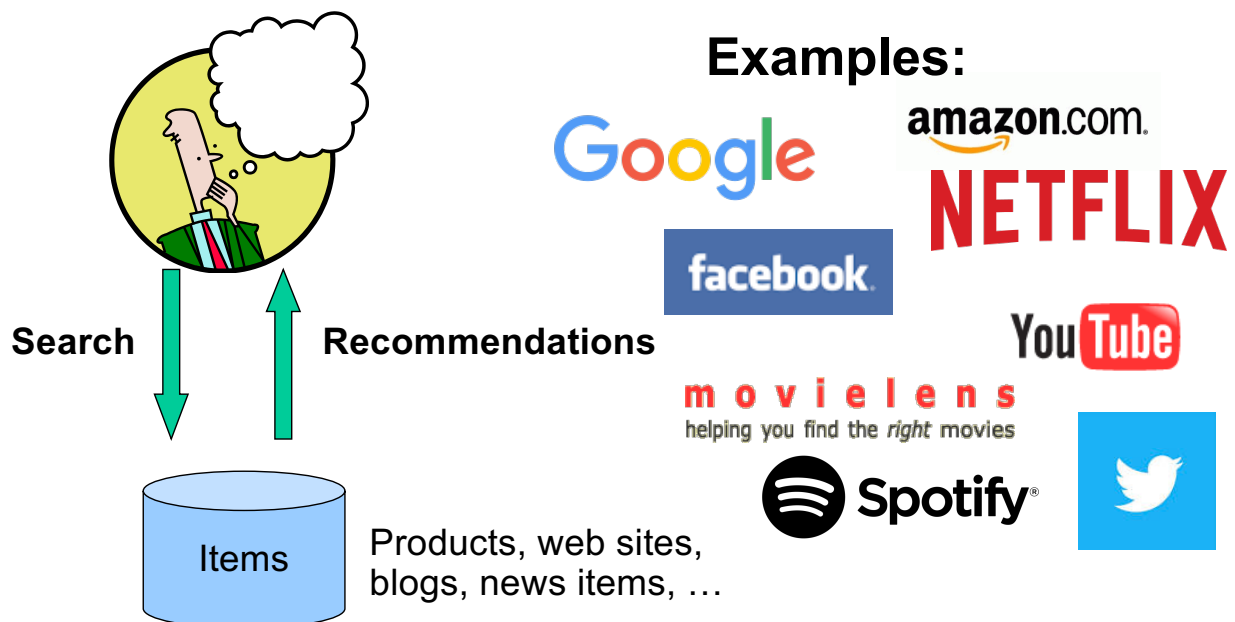 Examples:
Google
amazon.com.
NETFLIX
facebook.
Search
Recommendations
YouTube
movielens
helping you find the right movies
Spotify®
Items
Products, web sites,
blogs, news items, …